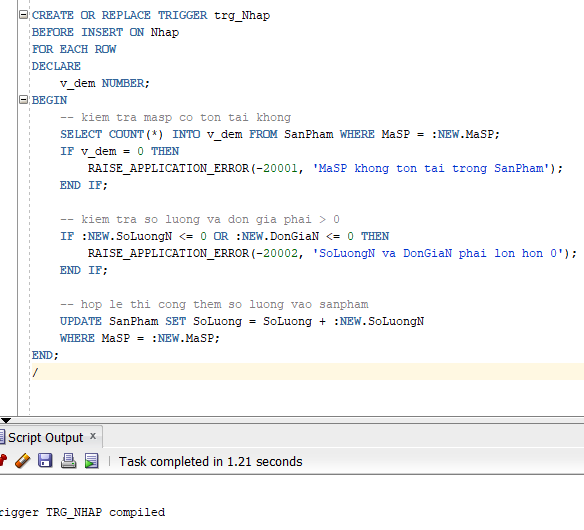 CREATE OR REPLACE TRIGGER trg_Nhap
BEFORE INSERT ON Nhap
FOR EACH ROW
DECLARE
    v_dem NUMBER;
BEGIN
    -- kiem tra masp co ton tai khong
    SELECT COUNT(*) INTO v_dem FROM SanPham WHERE MaSP = :NEW.MaSP;
    IF v_dem = 0 THEN
        RAISE_APPLICATION_ERROR(-20001, 'MaSP khong ton tai trong SanPham');
    END IF;

    -- kiem tra so luong va don gia phai > 0
    IF :NEW.SoLuongN <= 0 OR :NEW.DonGiaN <= 0 THEN
        RAISE_APPLICATION_ERROR(-20002, 'SoLuongN va DonGiaN phai lon hon 0');
    END IF;

    -- hop le thi cong them so luong vao sanpham
    UPDATE SanPham SET SoLuong = SoLuong + :NEW.SoLuongN
    WHERE MaSP = :NEW.MaSP;
END;
/
Script Output x
Task completed in 1.21 seconds
rigger TRG_NHAP compiled